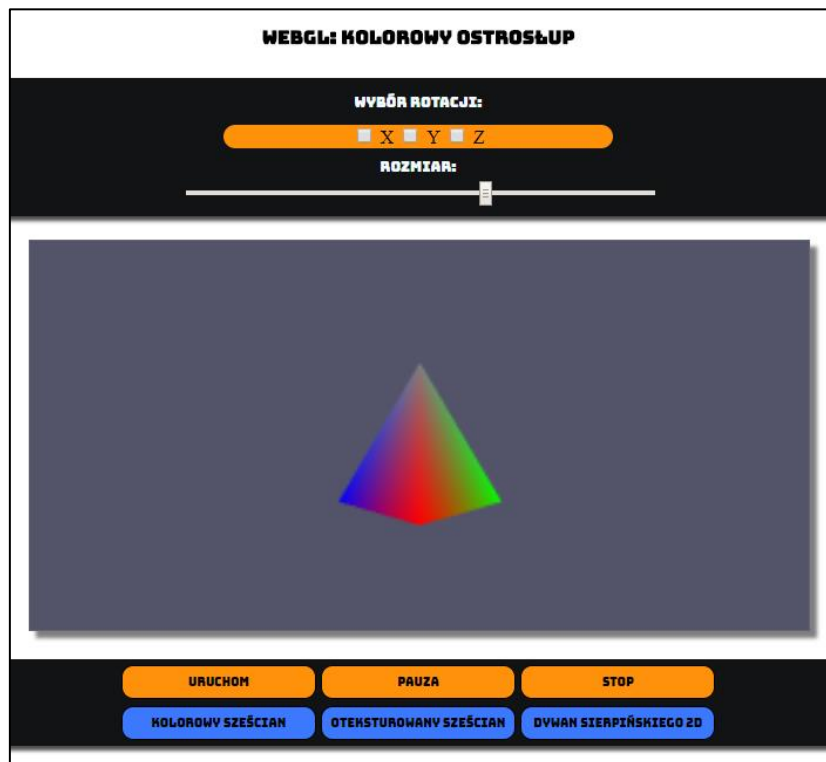 WEBGL: KOLOROWY OSTROSŁUP
WYBÓR ROTACJI:
X Y Z
ROZMIAR:
URUCHOM PAUZA STOP
KOLOROWY SZEŚCIAN OTEKSTUROWANY SZEŚCIAN DYWAN SIERPIŃSKIEGO 2D